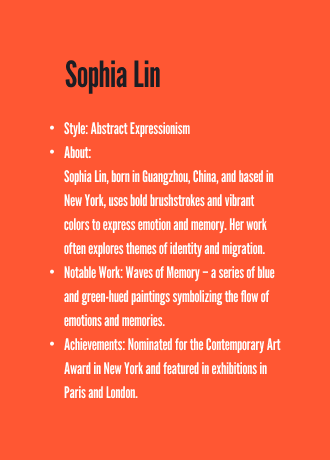 Sophia Lin
• Style: Abstract Expressionism
• About:
Sophia Lin, born in Guangzhou, China, and based in
New York, uses bold brushstrokes and vibrant
colors to express emotion and memory. Her work
often explores themes of identity and migration.
• Notable Work: Waves of Memory – a series of blue
and green-hued paintings symbolizing the flow of
emotions and memories.
• Achievements: Nominated for the Contemporary Art
Award in New York and featured in exhibitions in
Paris and London.